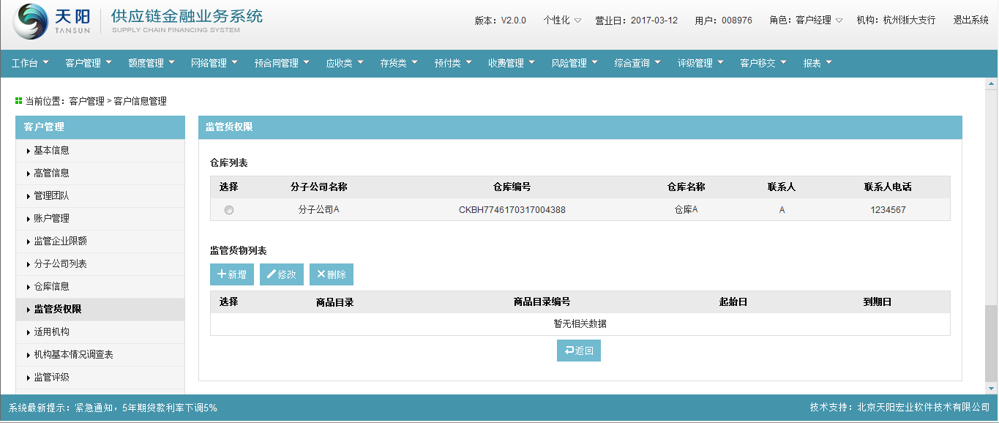 天阳 TANSUN 供应链金融业务系统 SUPPLY CHAIN FINANCING SYSTEM
版本：V2.0.0 个性化 营业日：2017-03-12 用户：008976 角色：客户经理 机构：杭州浙大支行 退出系统
工作台 客户管理 额度管理 网络管理 预合同管理 应收类 存货类 预付类 收费管理 风险管理 综合查询 评级管理 客户移交 报表
当前位置：客户管理 > 客户信息管理
客户管理
基本信息
高管信息
管理团队
账户管理
监管企业限额
分子公司列表
仓库信息
监管货权限
适用机构
机构基本情况调查表
监管评级
监管货权限
仓库列表
选择 分子公司名称 仓库编号 仓库名称 联系人 联系人电话
分子公司A CKBH7746170317004388 仓库A A 1234567
监管货物列表
新增 修改 删除
选择 商品目录 商品目录编号 起始日 到期日
暂无相关数据
返回
系统最新提示：紧急通知，5年期贷款利率下调5%
技术支持：北京天阳宏业软件技术有限公司